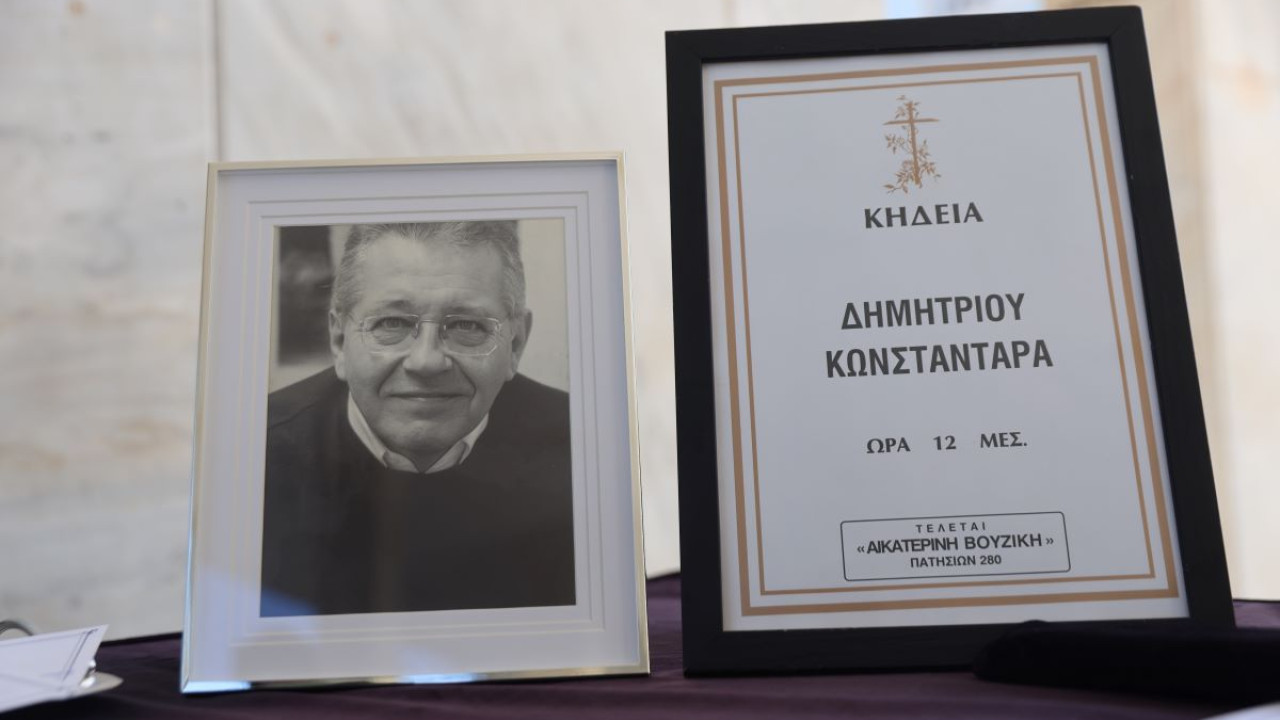 ΚΗΔΕΙΑ
ΔΗΜΗΤΡΙΟΥ
ΚΩΝΣΤΑΝΤΑΡΑ
ΩΡΑ 12 ΜΕΣ.
ΤΕΛΕΤΑΙ
«ΑΙΚΑΤΕΡΙΝΗ ΒΟΥΖΙΚΗ»
ΠΑΤΗΣΙΩΝ 280